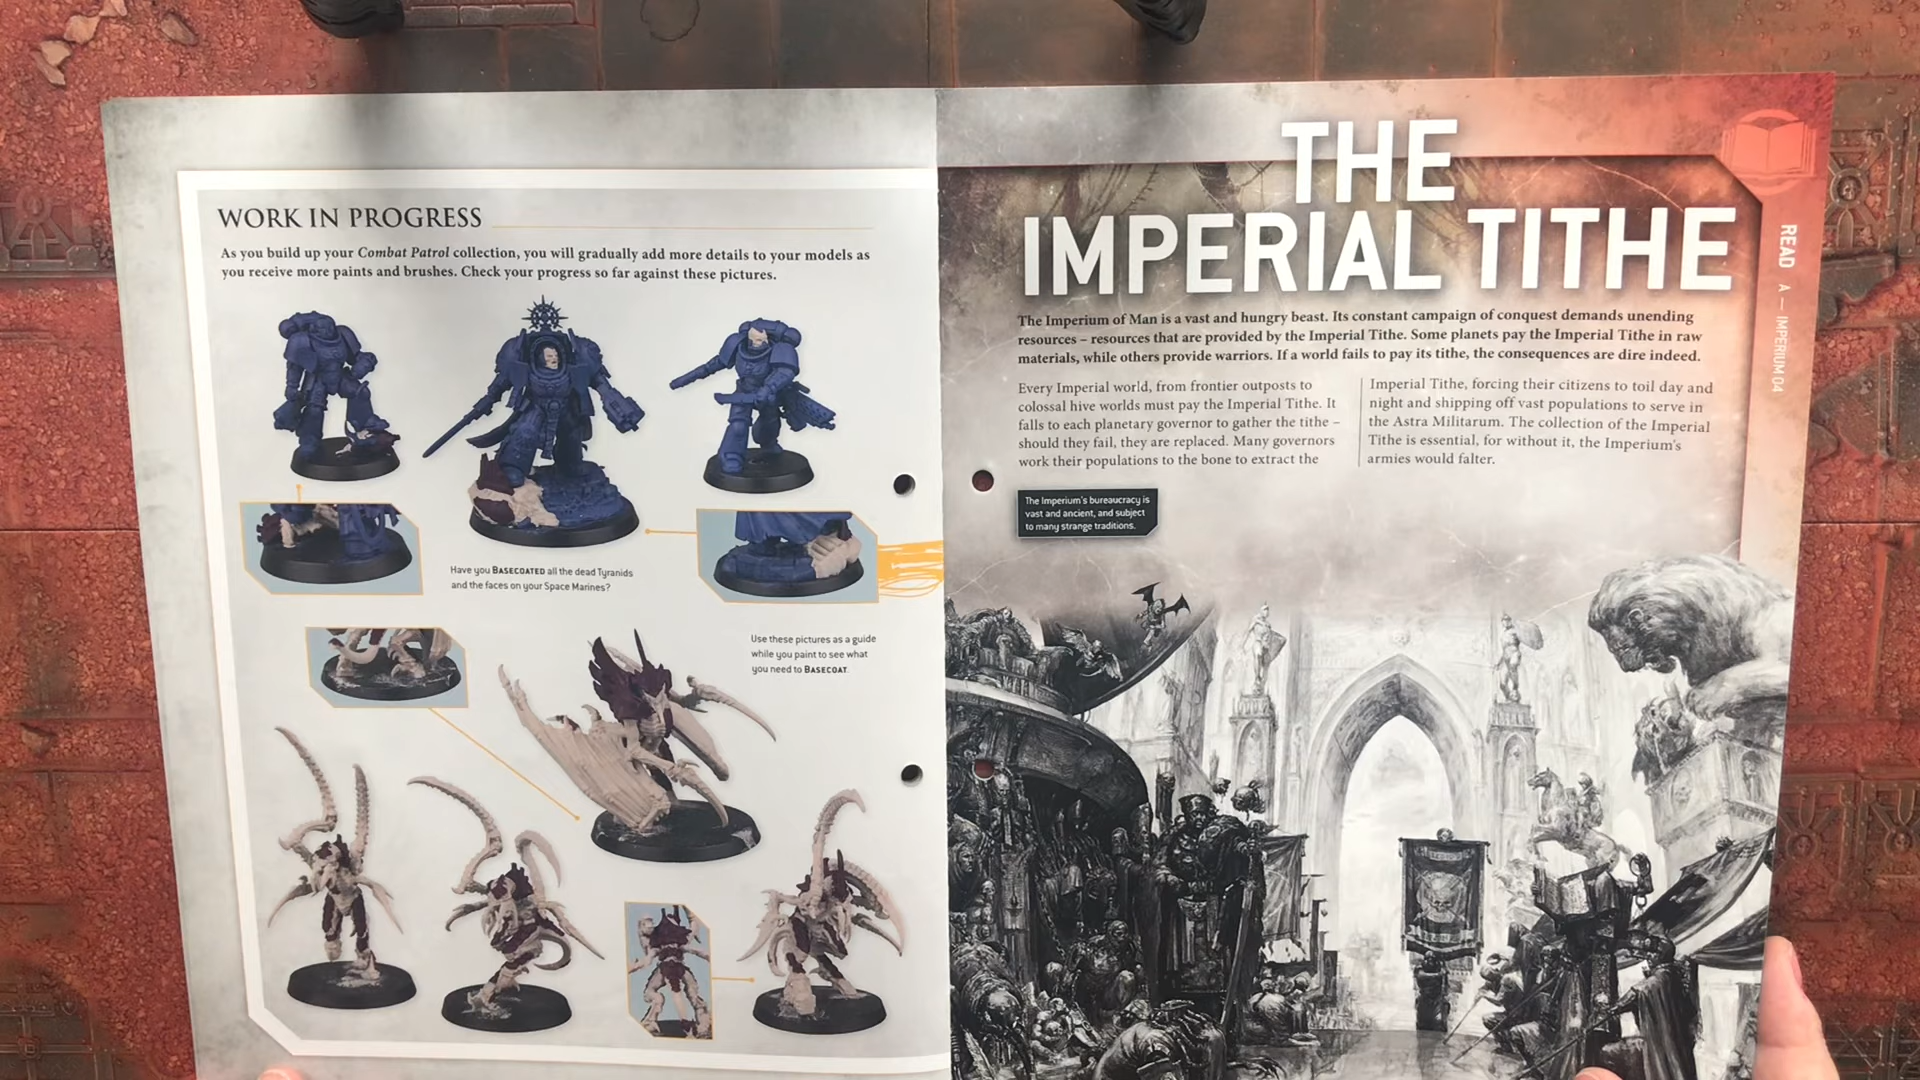 WORK IN PROGRESS
As you build up your Combat Patrol collection, you will gradually add more details to your models as
you receive more paints and brushes. Check your progress so far against these pictures.
Have you BASECOATED all the dead Tyranids
and the faces on your Space Marines?
Use these pictures as a guide
while you paint to see what
you need to BASECOAT.
THE
IMPERIAL TITHE
The Imperium of Man is a vast and hungry beast. Its constant campaign of conquest demands unending
resources – resources that are provided by the Imperial Tithe. Some planets pay the Imperial Tithe in raw
materials, while others provide warriors. If a world fails to pay its tithe, the consequences are dire indeed.
Every Imperial world, from frontier outposts to
colossal hive worlds must pay the Imperial Tithe. It
falls to each planetary governor to gather the tithe –
should they fail, they are replaced. Many governors
work their populations to the bone to extract the
Imperial Tithe, forcing their citizens to toil day and
night and shipping off vast populations to serve in
the Astra Militarum. The collection of the Imperial
Tithe is essential, for without it, the Imperium's
armies would falter.
The Imperium's bureaucracy is
vast and ancient, and subject
to many strange traditions.
READ A — IMPERIUM 04